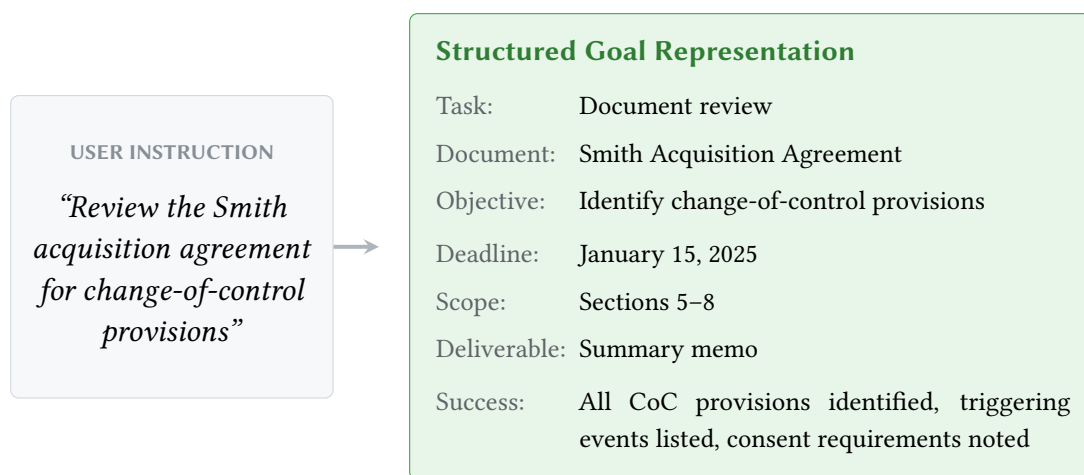 USER INSTRUCTION
“Review the Smith
acquisition agreement
for change-of-control
provisions”
Structured Goal Representation
Task: Document review
Document: Smith Acquisition Agreement
Objective: Identify change-of-control provisions
Deadline: January 15, 2025
Scope: Sections 5–8
Deliverable: Summary memo
Success: All CoC provisions identified, triggering
events listed, consent requirements noted